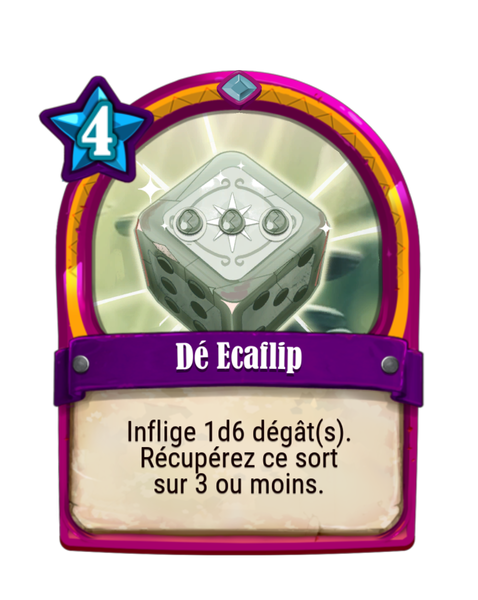 4
Dé Ecaflip
Inflige 1d6 dégât(s).
Récupérez ce sort
sur 3 ou moins.